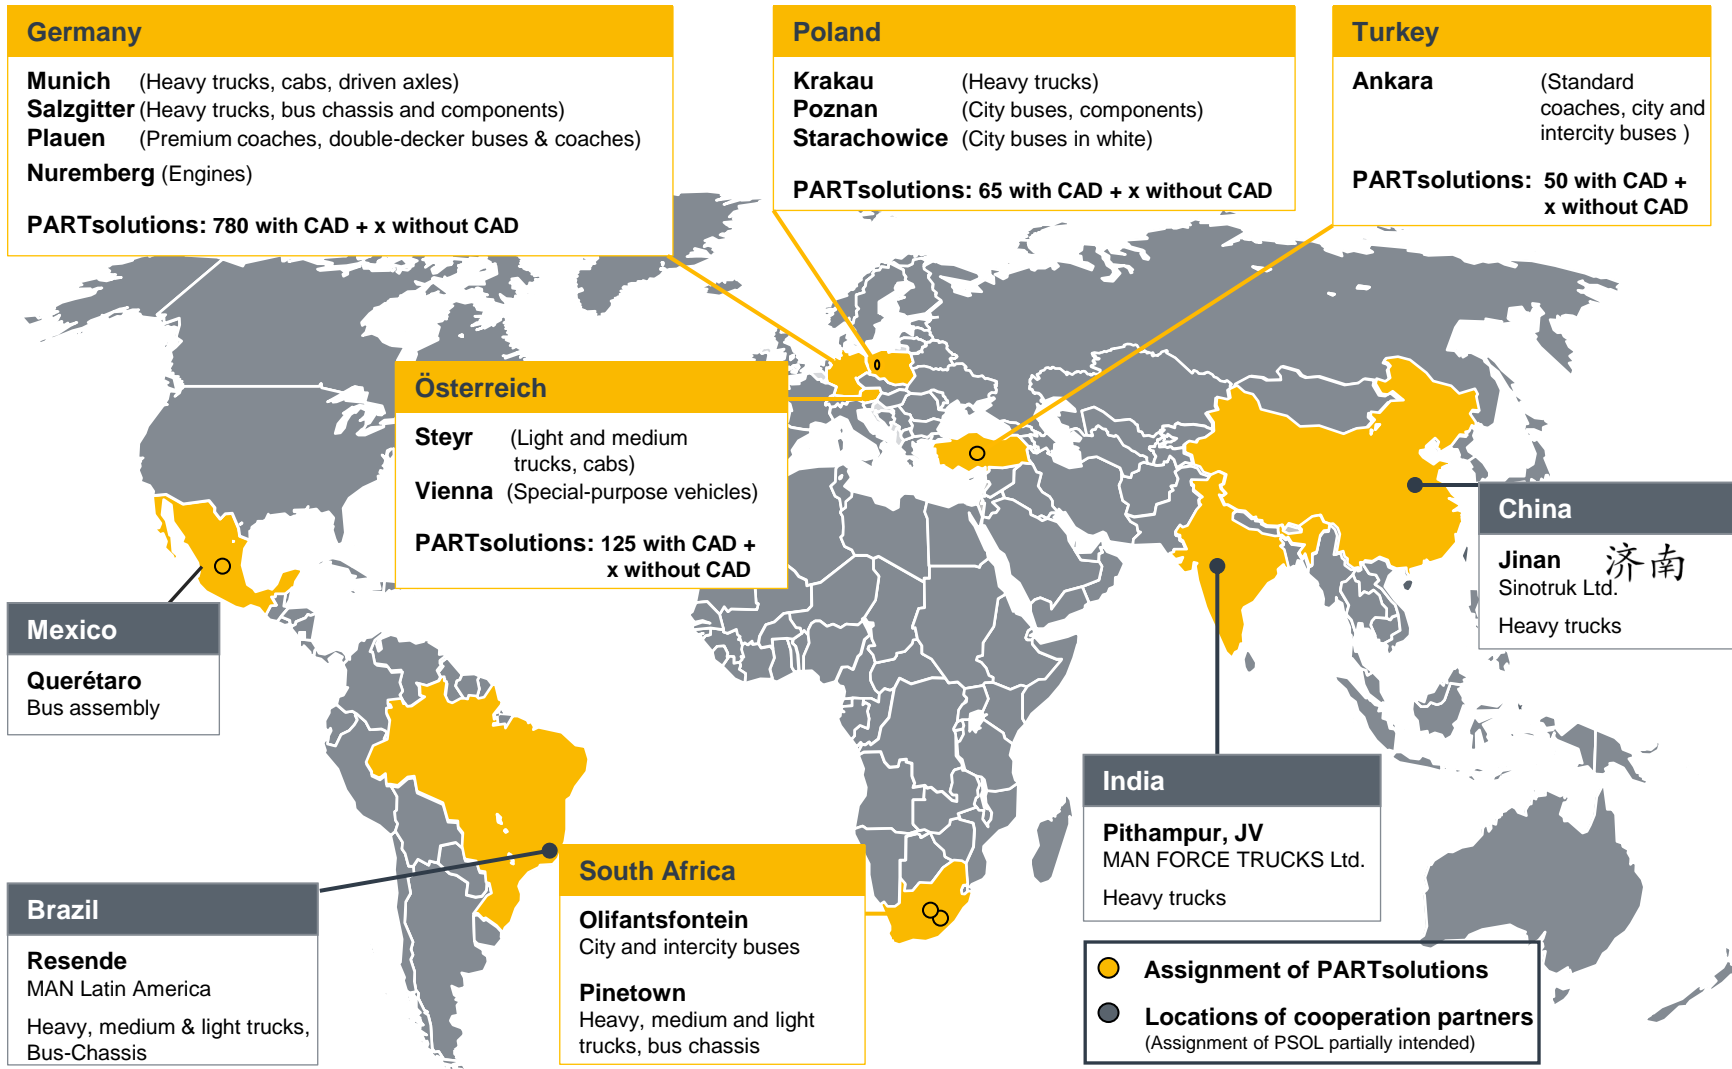 Germany
Munich (Heavy trucks, cabs, driven axles)
Salzgitter (Heavy trucks, bus chassis and components)
Plauen (Premium coaches, double-decker buses & coaches)
Nuremberg (Engines)
PARTsolutions: 780 with CAD + x without CAD
Poland
Krakau (Heavy trucks)
Poznan (City buses, components)
Starachowice (City buses in white)
PARTsolutions: 65 with CAD + x without CAD
Turkey
Ankara (Standard
coaches, city and
intercity buses )
PARTsolutions: 50 with CAD +
x without CAD
Österreich
Steyr (Light and medium
trucks, cabs)
Vienna (Special-purpose vehicles)
PARTsolutions: 125 with CAD +
x without CAD
China
Jinan 济南
Sinotruk Ltd.
Heavy trucks
Mexico
Querétaro
Bus assembly
India
Pithampur, JV
MAN FORCE TRUCKS Ltd.
Heavy trucks
Brazil
Resende
MAN Latin America
Heavy, medium & light trucks,
Bus-Chassis
South Africa
Olifantsfontein
City and intercity buses
Pinetown
Heavy, medium and light
trucks, bus chassis
Assignment of PARTsolutions
Locations of cooperation partners
(Assignment of PSOL partially intended)